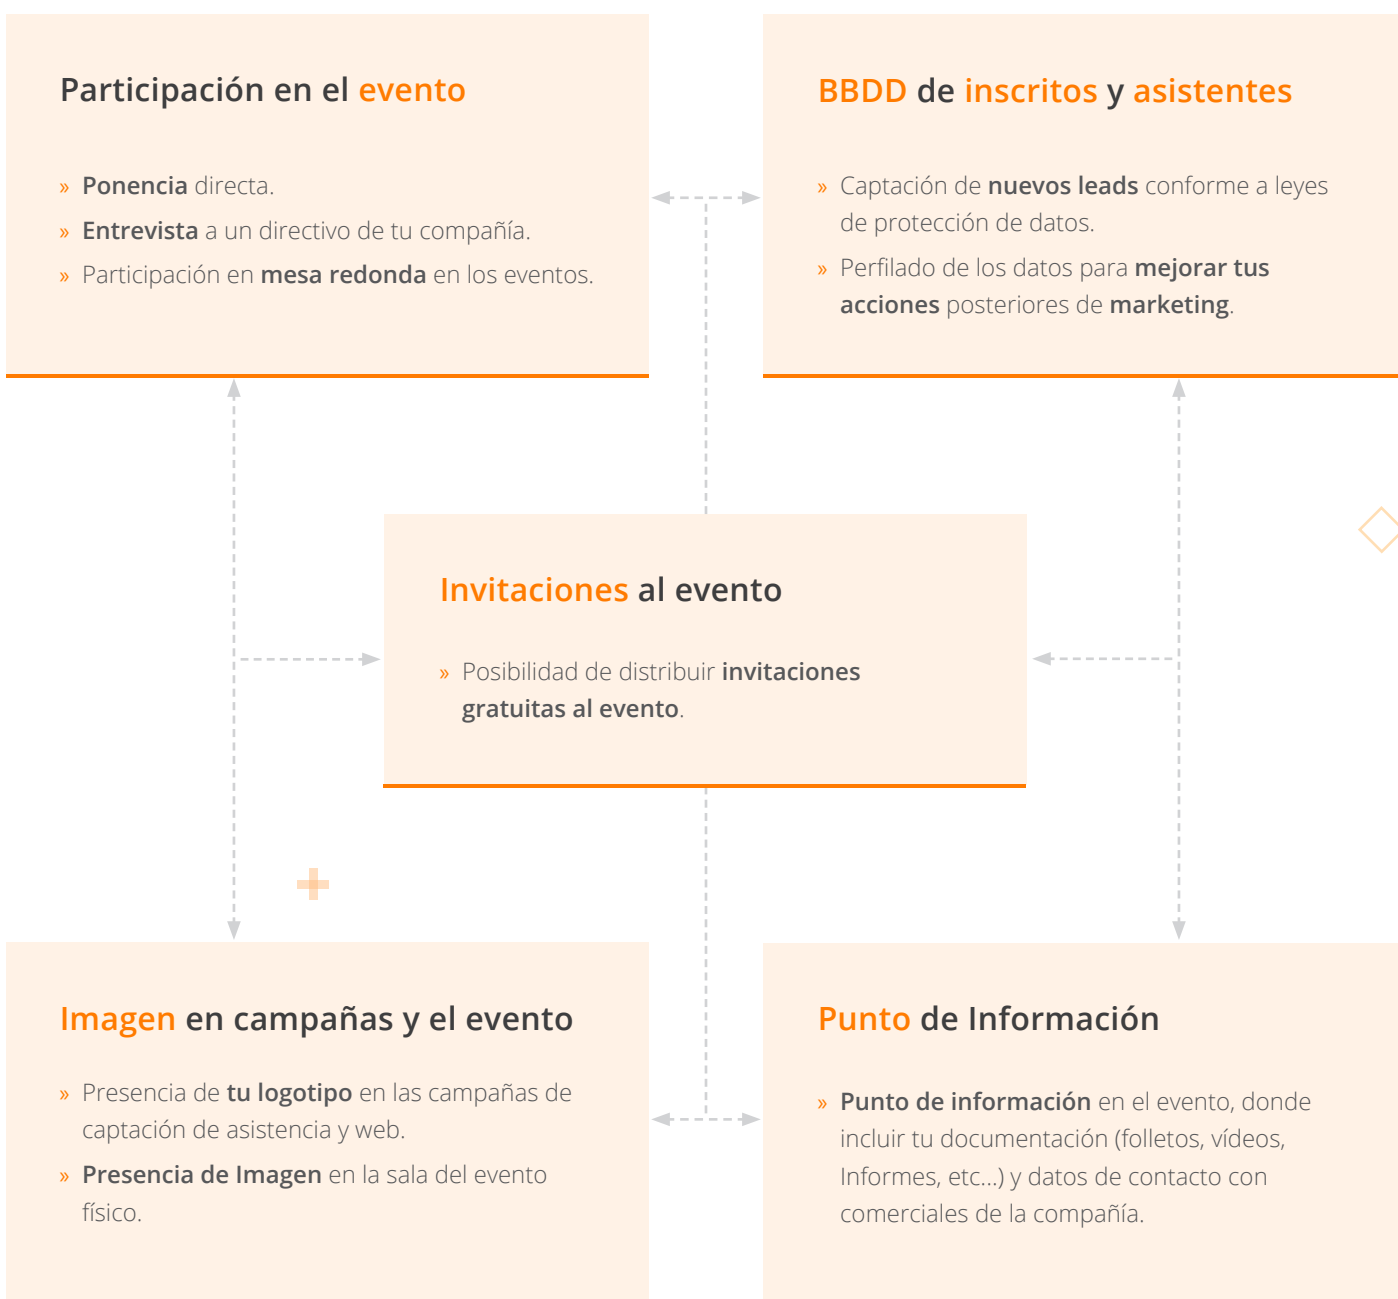 Participación en el evento
» Ponencia directa.
» Entrevista a un directivo de tu compañía.
» Participación en mesa redonda en los eventos.
BBDD de inscritos y asistentes
» Captación de nuevos leads conforme a leyes
de protección de datos.
» Perfilado de los datos para mejorar tus
acciones posteriores de marketing.
Invitaciones al evento
» Posibilidad de distribuir invitaciones
gratuitas al evento.
Imagen en campañas y el evento
» Presencia de tu logotipo en las campañas de
captación de asistencia y web.
» Presencia de Imagen en la sala del evento
físico.
Punto de Información
» Punto de información en el evento, donde
incluir tu documentación (folletos, vídeos,
Informes, etc...) y datos de contacto con
comerciales de la compañía.